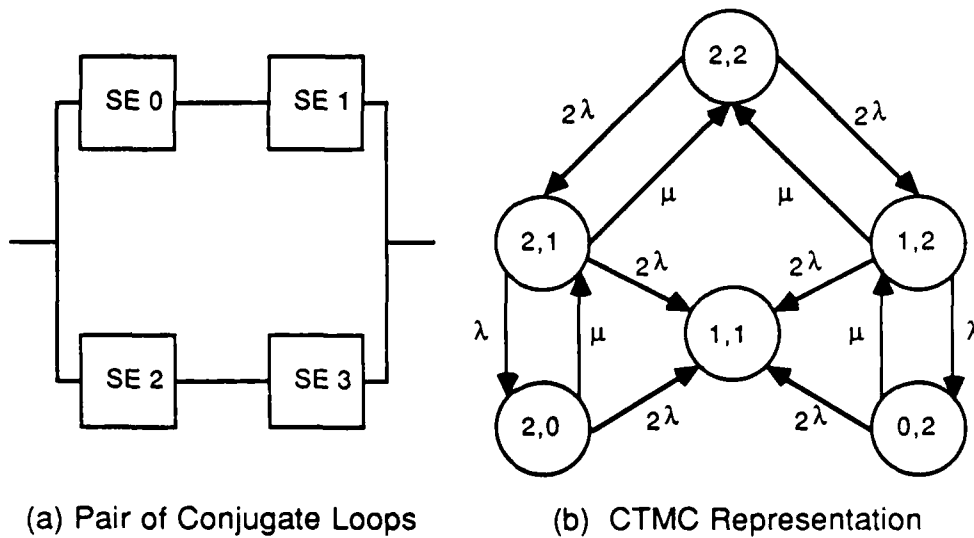 SE 0
SE 1
SE 2
SE 3
(a) Pair of Conjugate Loops
2,2
2λ
2λ
μ
μ
2,1
1,2
2λ
2λ
1,1
λ
μ
μ
λ
2,0
2λ
2λ
0,2
(b) CTMC Representation